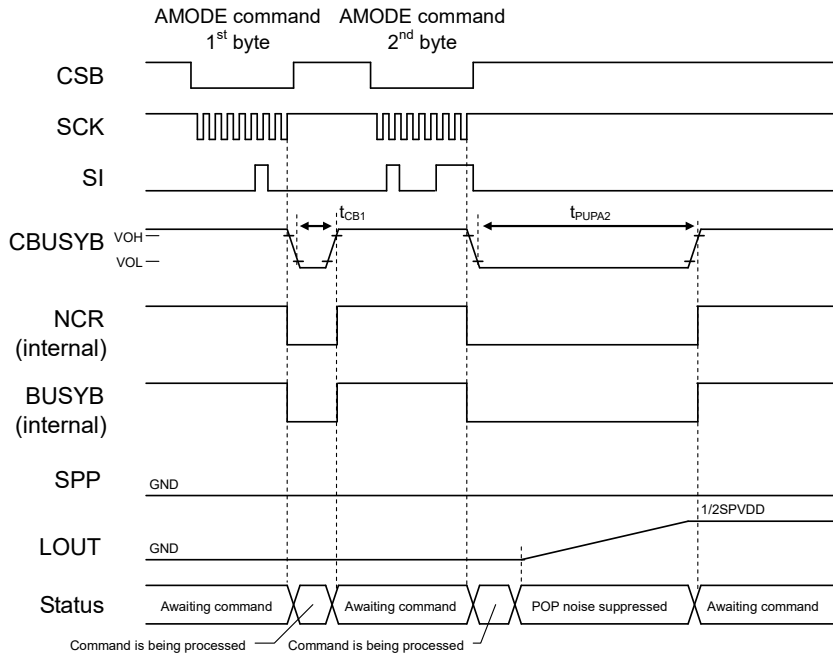 AMODE command
1st byte
AMODE command
2nd byte
CSB
SCK
SI
tCB1
tPUPA2
CBUSYB
VOH
VOL
NCR
(internal)
BUSYB
(internal)
SPP
GND
1/2SPVDD
LOUT
GND
Status
Awaiting command
Awaiting command
POP noise suppressed
Awaiting command
Command is being processed
Command is being processed